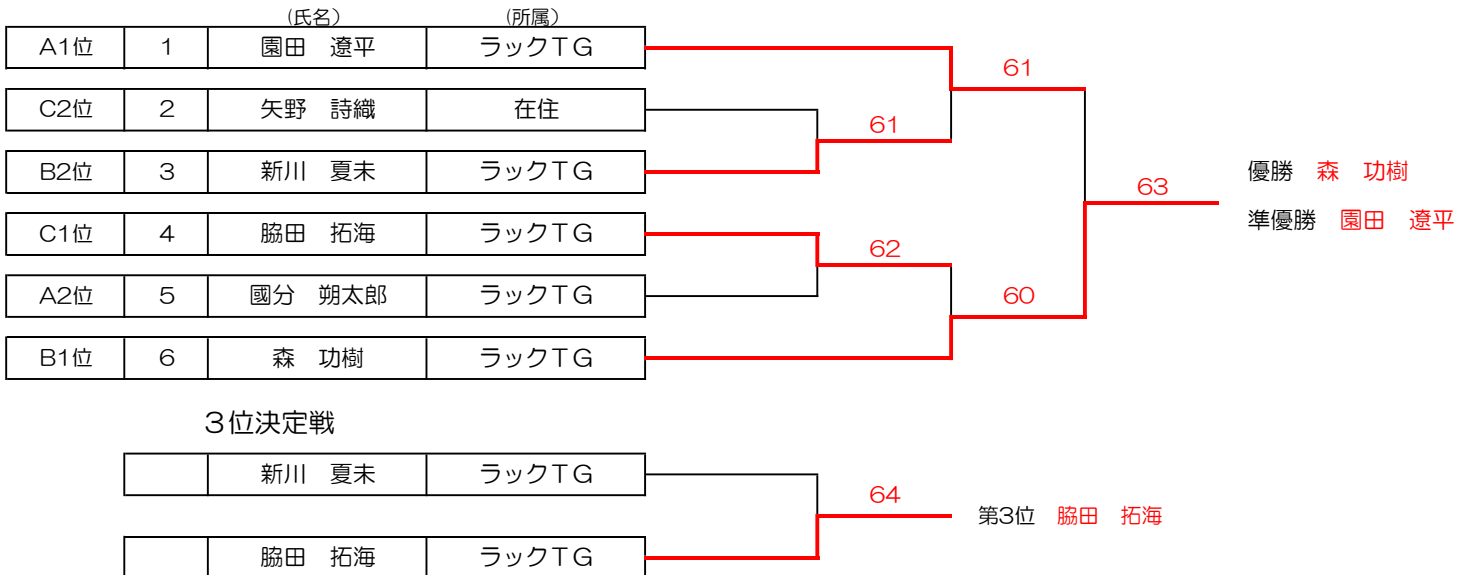 (氏名) (所属)
A1位 1 園田 遼平 ラックTG
61
C2位 2 矢野 詩織 在住
61
B2位 3 新川 夏未 ラックTG
優勝 森 功樹
63
準優勝 園田 遼平
C1位 4 脇田 拓海 ラックTG
62
A2位 5 國分 朔太郎 ラックTG
60
B1位 6 森 功樹 ラックTG
3位決定戦
新川 夏未 ラックTG
64
第3位 脇田 拓海
脇田 拓海 ラックTG